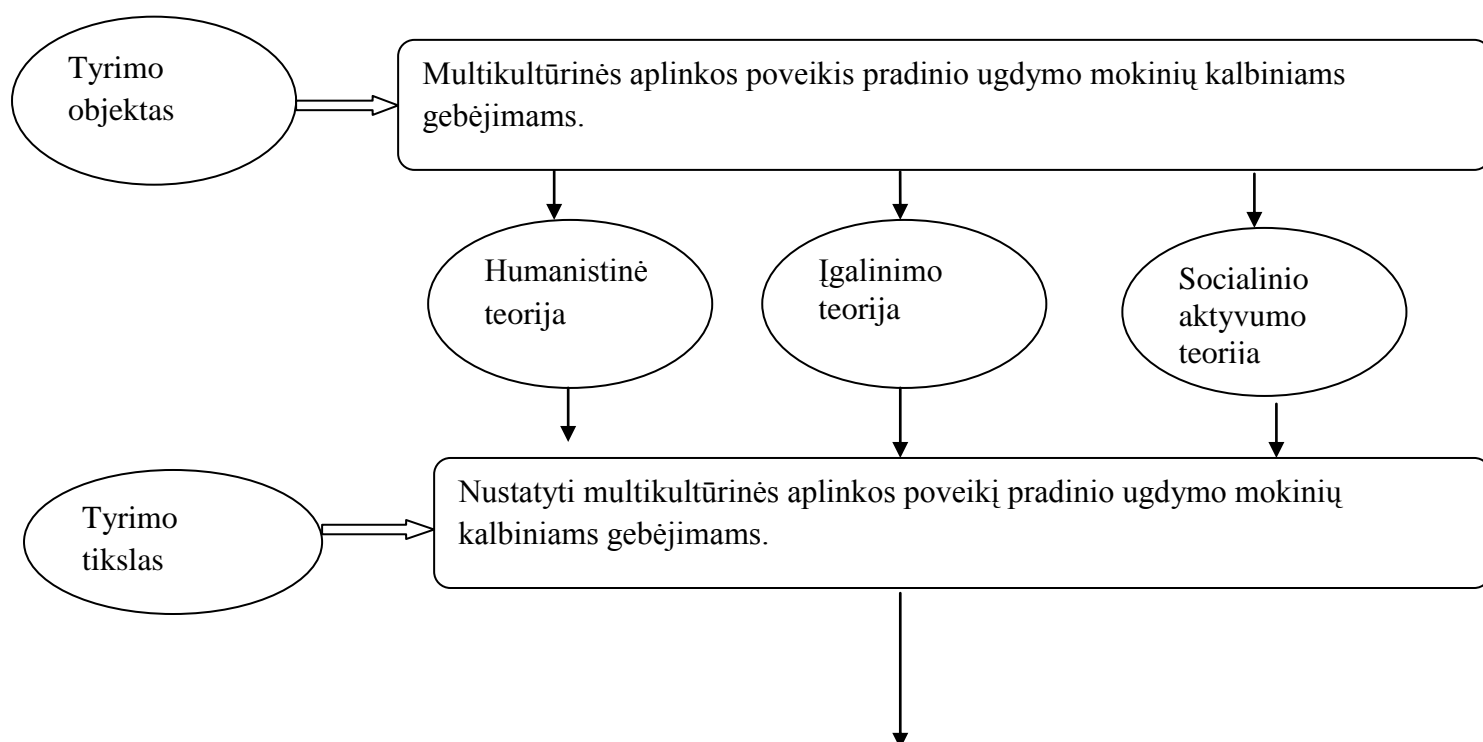 Tyrimo
objektas
Multikultūrinės aplinkos poveikis pradinio ugdymo mokinių kalbiniams
gebėjimams.
Humanistinė
teorija
Įgalinimo
teorija
Socialinio
aktyvumo
teorija
Tyrimo
tikslas
Nustatyti multikultūrinės aplinkos poveikį pradinio ugdymo mokinių
kalbiniams gebėjimams.